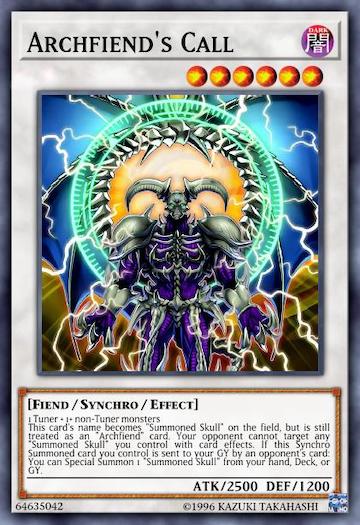 ARCHFIEND'S CALL
DARK
闇
[FIEND / SYNCHRO / EFFECT]
1 Tuner + 1+ non-Tuner monsters
This card's name becomes "Summoned Skull" on the field, but is still
treated as an "Archfiend" card. Your opponent cannot target any
"Summoned Skulls" you control with card effects. If this Synchro
Summoned card you control is sent to your GY by an opponent's card:
You can Special Summon 1 "Summoned Skull" from your hand, Deck, or
GY.
ATK/2500 DEF/1200
64635042
©1996 KAZUKI TAKAHASHI